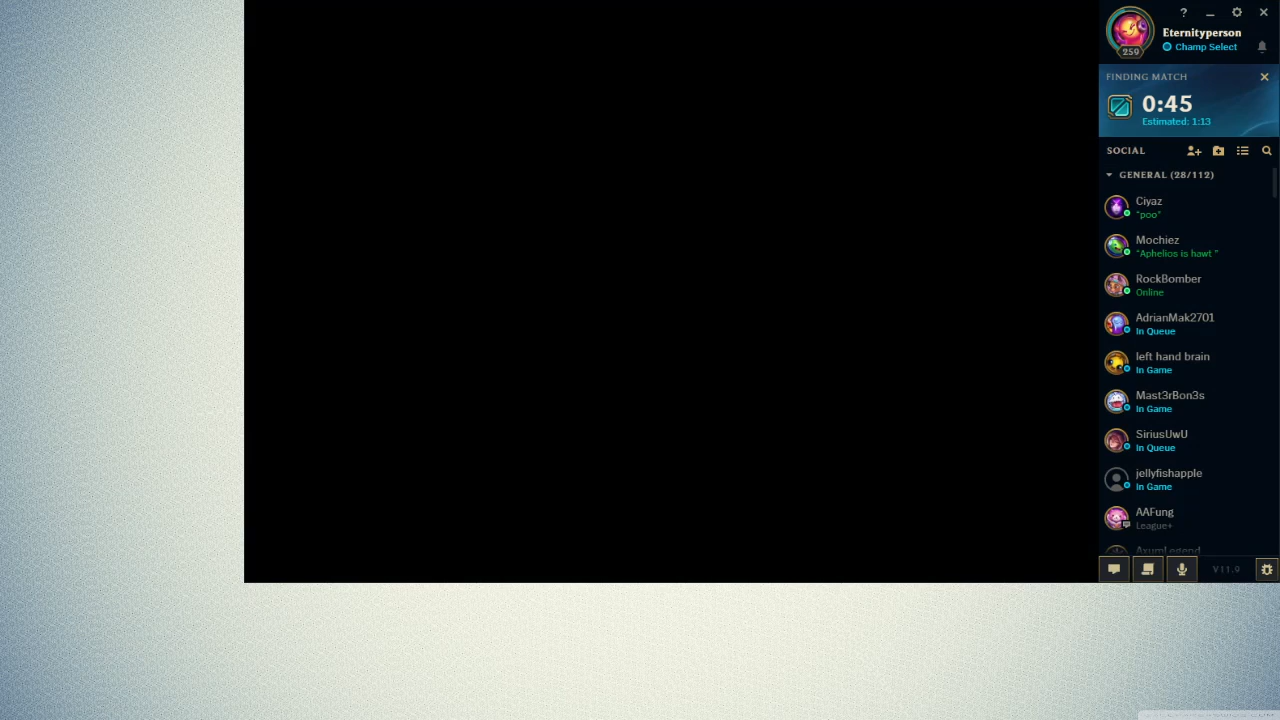 ?
Eternityperson
259
Champ Select
FINDING MATCH
0:45
Estimated: 1:13
SOCIAL
GENERAL (28/112)
Ciyaz
"poo"
Mochiez
"Aphelios is hawt "
RockBomber
Online
AdrianMak2701
In Queue
left hand brain
In Game
Mast3rBon3s
In Game
SiriusUwU
In Queue
jellyfishapple
In Game
AAFung
League+
AxumLegend
V11.9